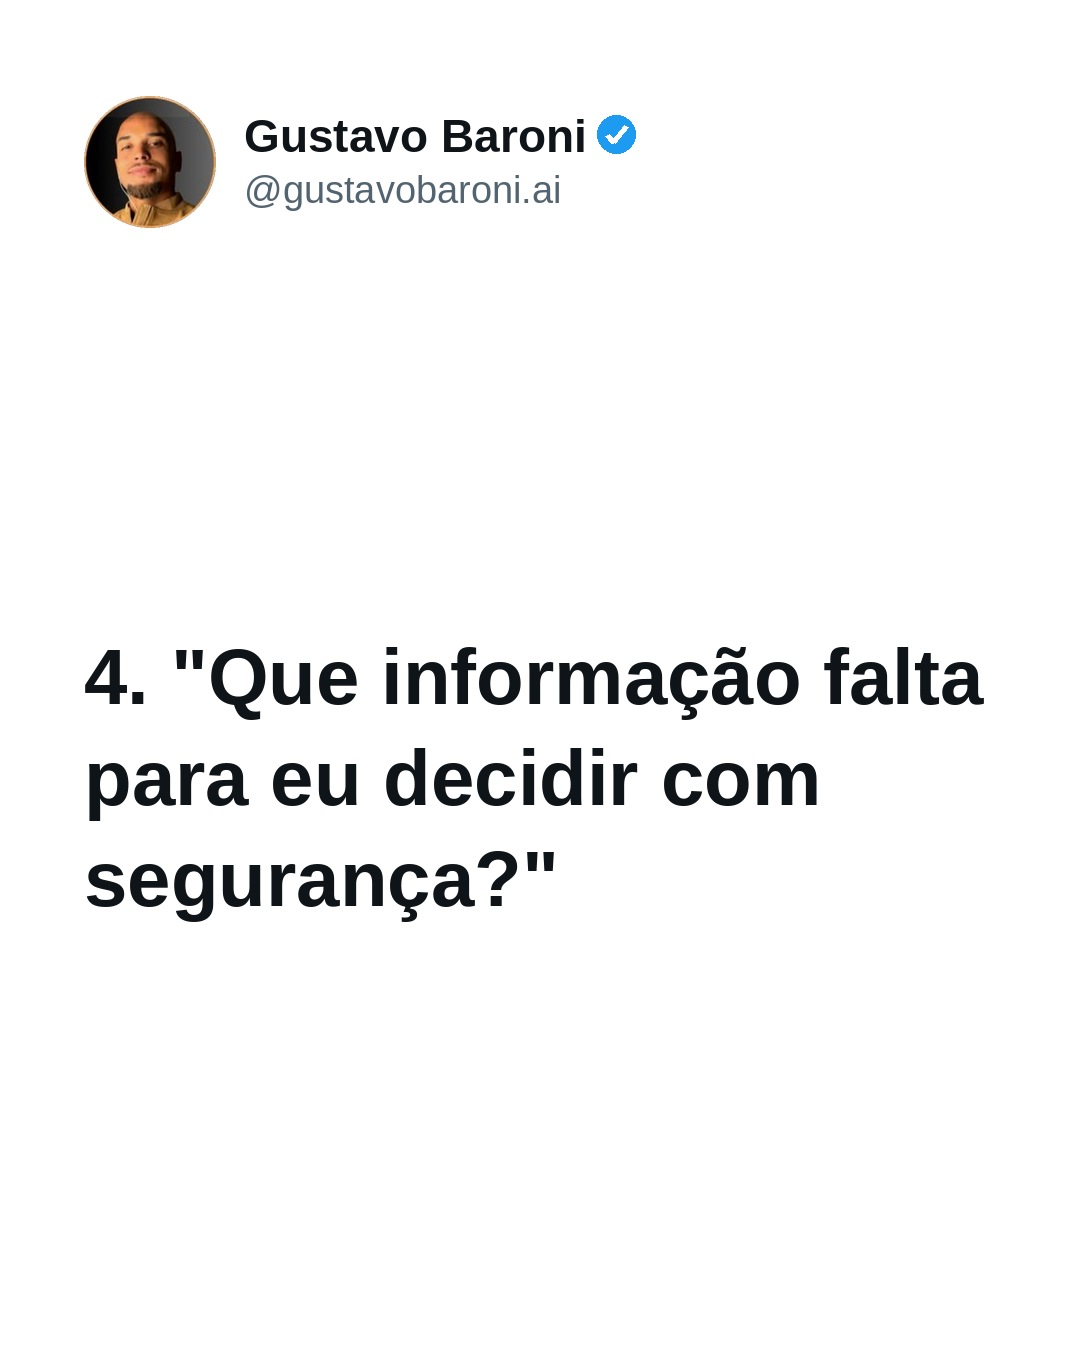 Gustavo Baroni
@gustavobaroni.ai
4. "Que informação falta
para eu decidir com
segurança?"